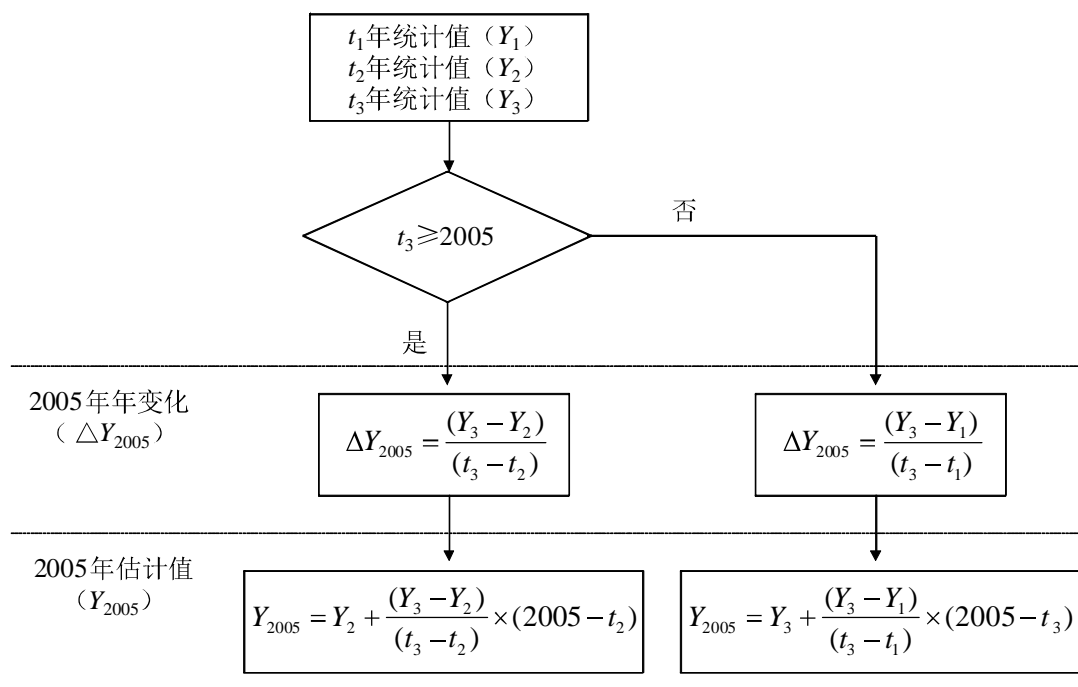 t₁年统计值（Y₁）
t₂年统计值（Y₂）
t₃年统计值（Y₃）
t₃≥2005
否
是
2005年年变化
（△Y₂₀₀₅）
ΔY₂₀₀₅ = (Y₃ − Y₂) / (t₃ − t₂)
ΔY₂₀₀₅ = (Y₃ − Y₁) / (t₃ − t₁)
2005年估计值
（Y₂₀₀₅）
Y₂₀₀₅ = Y₂ + (Y₃ − Y₂) / (t₃ − t₂) × (2005 − t₂)
Y₂₀₀₅ = Y₃ + (Y₃ − Y₁) / (t₃ − t₁) × (2005 − t₃)